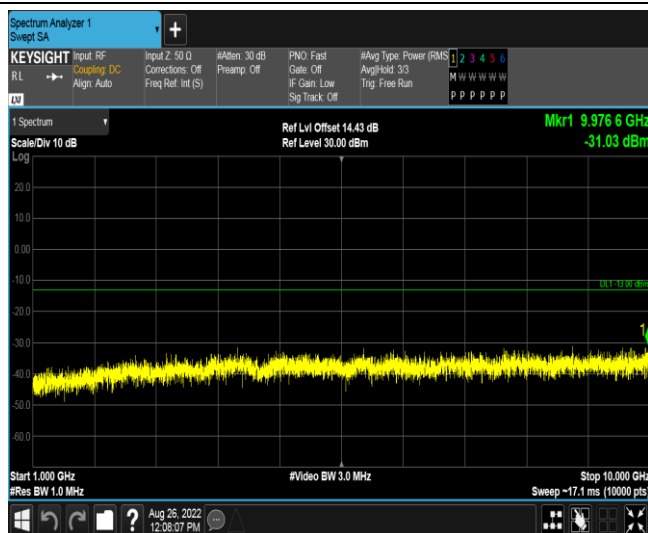 Spectrum Analyzer 1
Swept SA
+
KEYSIGHT
RL
LXI
Input: RF
Coupling: DC
Align: Auto
Input Z: 50 Ω
Corrections: Off
Freq Ref: Int (S)
#Atten: 30 dB
Preamp: Off
PNO: Fast
Gate: Off
IF Gain: Low
Sig Track: Off
#Avg Type: Power (RMS
Avg|Hold: 3/3
Trig: Free Run
1 2 3 4 5 6
M W W W W W
P P P P P P
1 Spectrum
Scale/Div 10 dB
Log
Ref Lvl Offset 14.43 dB
Ref Level 30.00 dBm
Mkr1 9.976 6 GHz
-31.03 dBm
20.0
10.0
0.00
-10.0
DL1 -13.00 dBm
-20.0
-30.0
1
-40.0
-50.0
-60.0
Start 1.000 GHz
#Video BW 3.0 MHz
Stop 10.000 GHz
#Res BW 1.0 MHz
Sweep ~17.1 ms (10000 pts)
?
Aug 26, 2022
12:08:07 PM